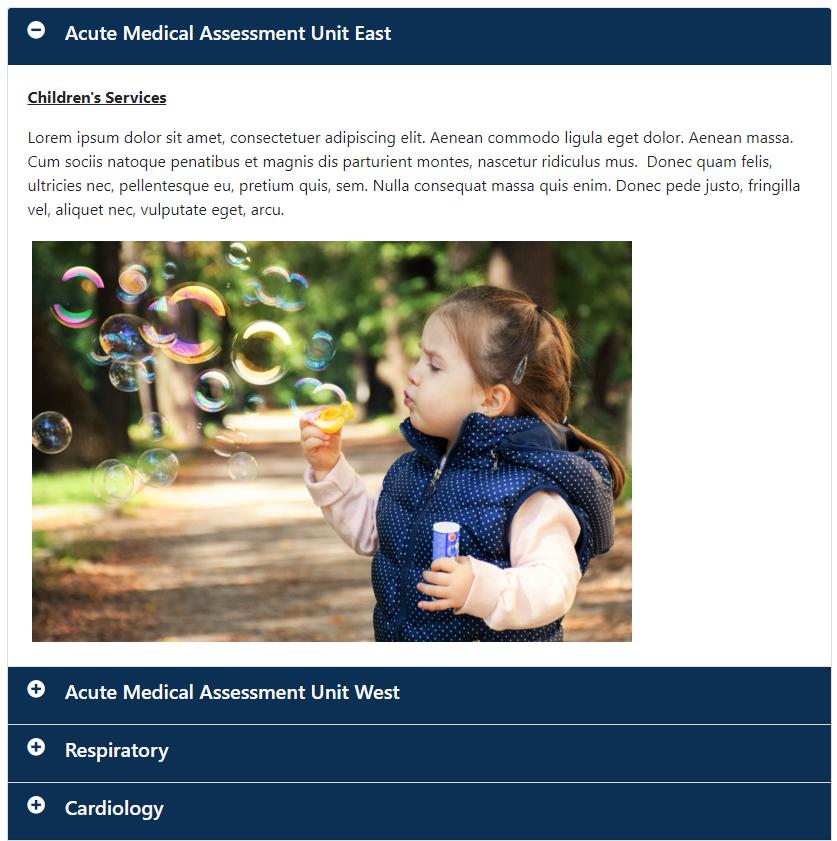 Acute Medical Assessment Unit East
Children's Services
Lorem ipsum dolor sit amet, consectetuer adipiscing elit. Aenean commodo ligula eget dolor. Aenean massa.
Cum sociis natoque penatibus et magnis dis parturient montes, nascetur ridiculus mus.  Donec quam felis,
ultricies nec, pellentesque eu, pretium quis, sem. Nulla consequat massa quis enim. Donec pede justo, fringilla
vel, aliquet nec, vulputate eget, arcu.
Acute Medical Assessment Unit West
Respiratory
Cardiology